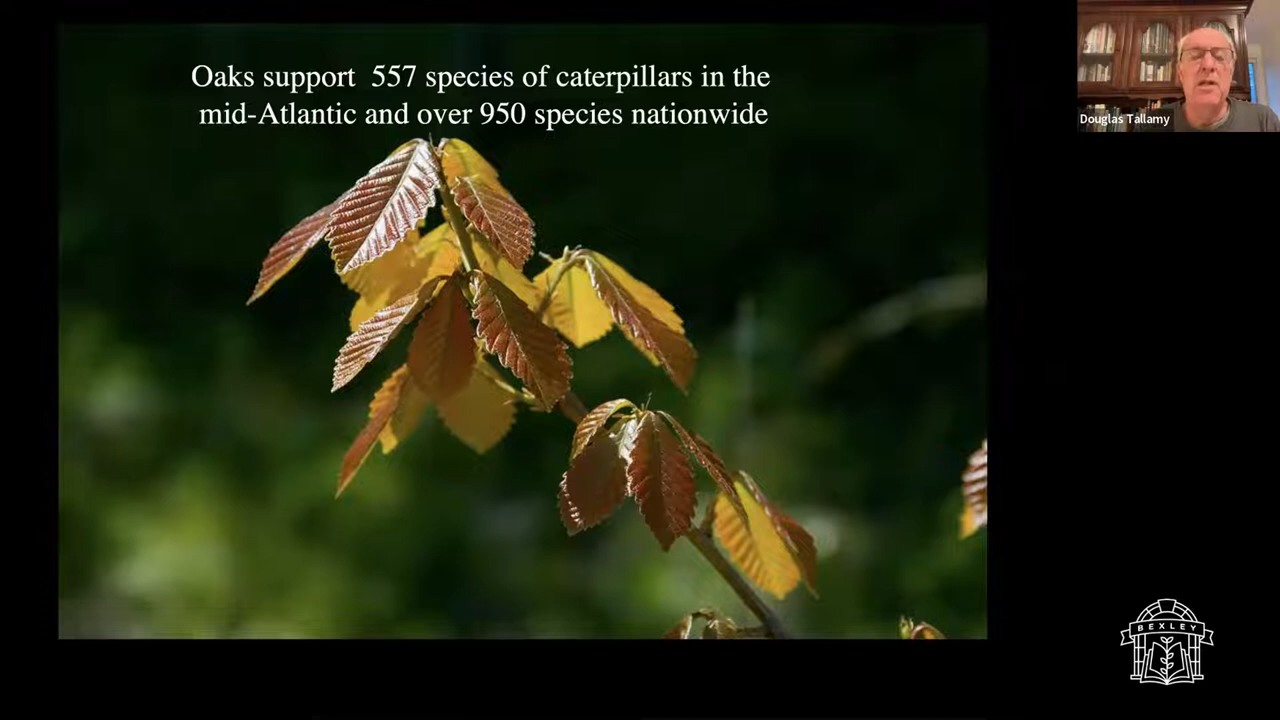 Oaks support 557 species of caterpillars in the
mid-Atlantic and over 950 species nationwide
Douglas Tallamy
BEXLEY